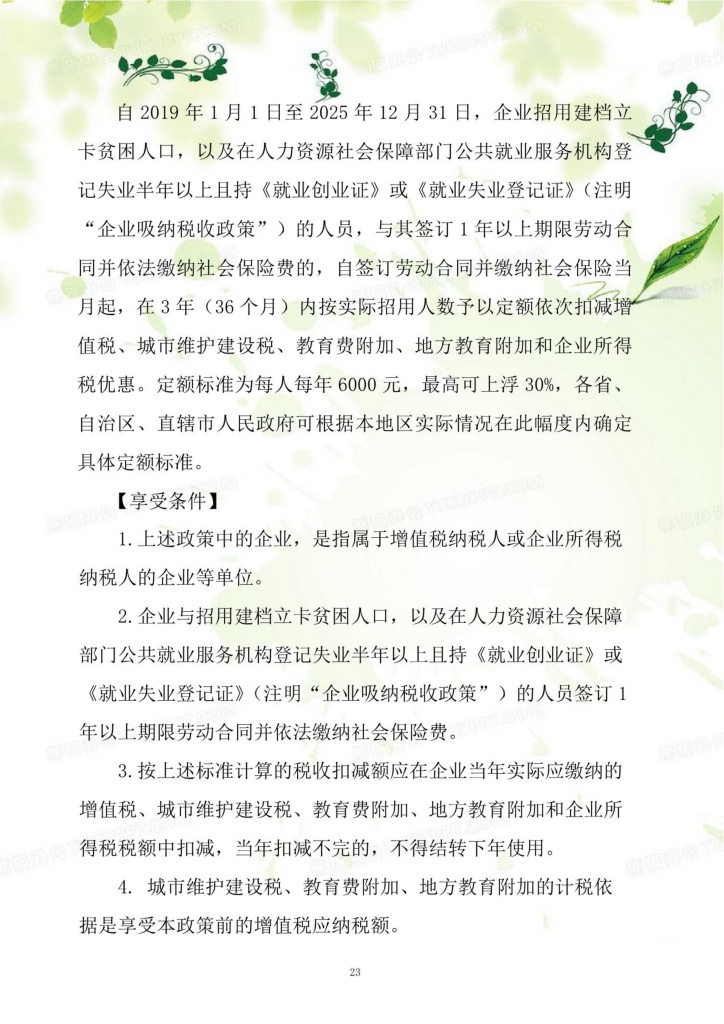 自 2019 年 1 月 1 日至 2025 年 12 月 31 日，企业招用建档立
卡贫困人口，以及在人力资源社会保障部门公共就业服务机构登
记失业半年以上且持《就业创业证》或《就业失业登记证》（注明
“企业吸纳税收政策”）的人员，与其签订 1 年以上期限劳动合
同并依法缴纳社会保险费的，自签订劳动合同并缴纳社会保险当
月起，在 3 年（36 个月）内按实际招用人数予以定额依次扣减增
值税、城市维护建设税、教育费附加、地方教育附加和企业所得
税优惠。定额标准为每人每年 6000 元，最高可上浮 30%，各省、
自治区、直辖市人民政府可根据本地区实际情况在此幅度内确定
具体定额标准。
【享受条件】
1.上述政策中的企业，是指属于增值税纳税人或企业所得税
纳税人的企业等单位。
2.企业与招用建档立卡贫困人口，以及在人力资源社会保障
部门公共就业服务机构登记失业半年以上且持《就业创业证》或
《就业失业登记证》（注明“企业吸纳税收政策”）的人员签订 1
年以上期限劳动合同并依法缴纳社会保险费。
3.按上述标准计算的税收扣减额应在企业当年实际应缴纳的
增值税、城市维护建设税、教育费附加、地方教育附加和企业所
得税税额中扣减，当年扣减不完的，不得结转下年使用。
4. 城市维护建设税、教育费附加、地方教育附加的计税依
据是享受本政策前的增值税应纳税额。
23